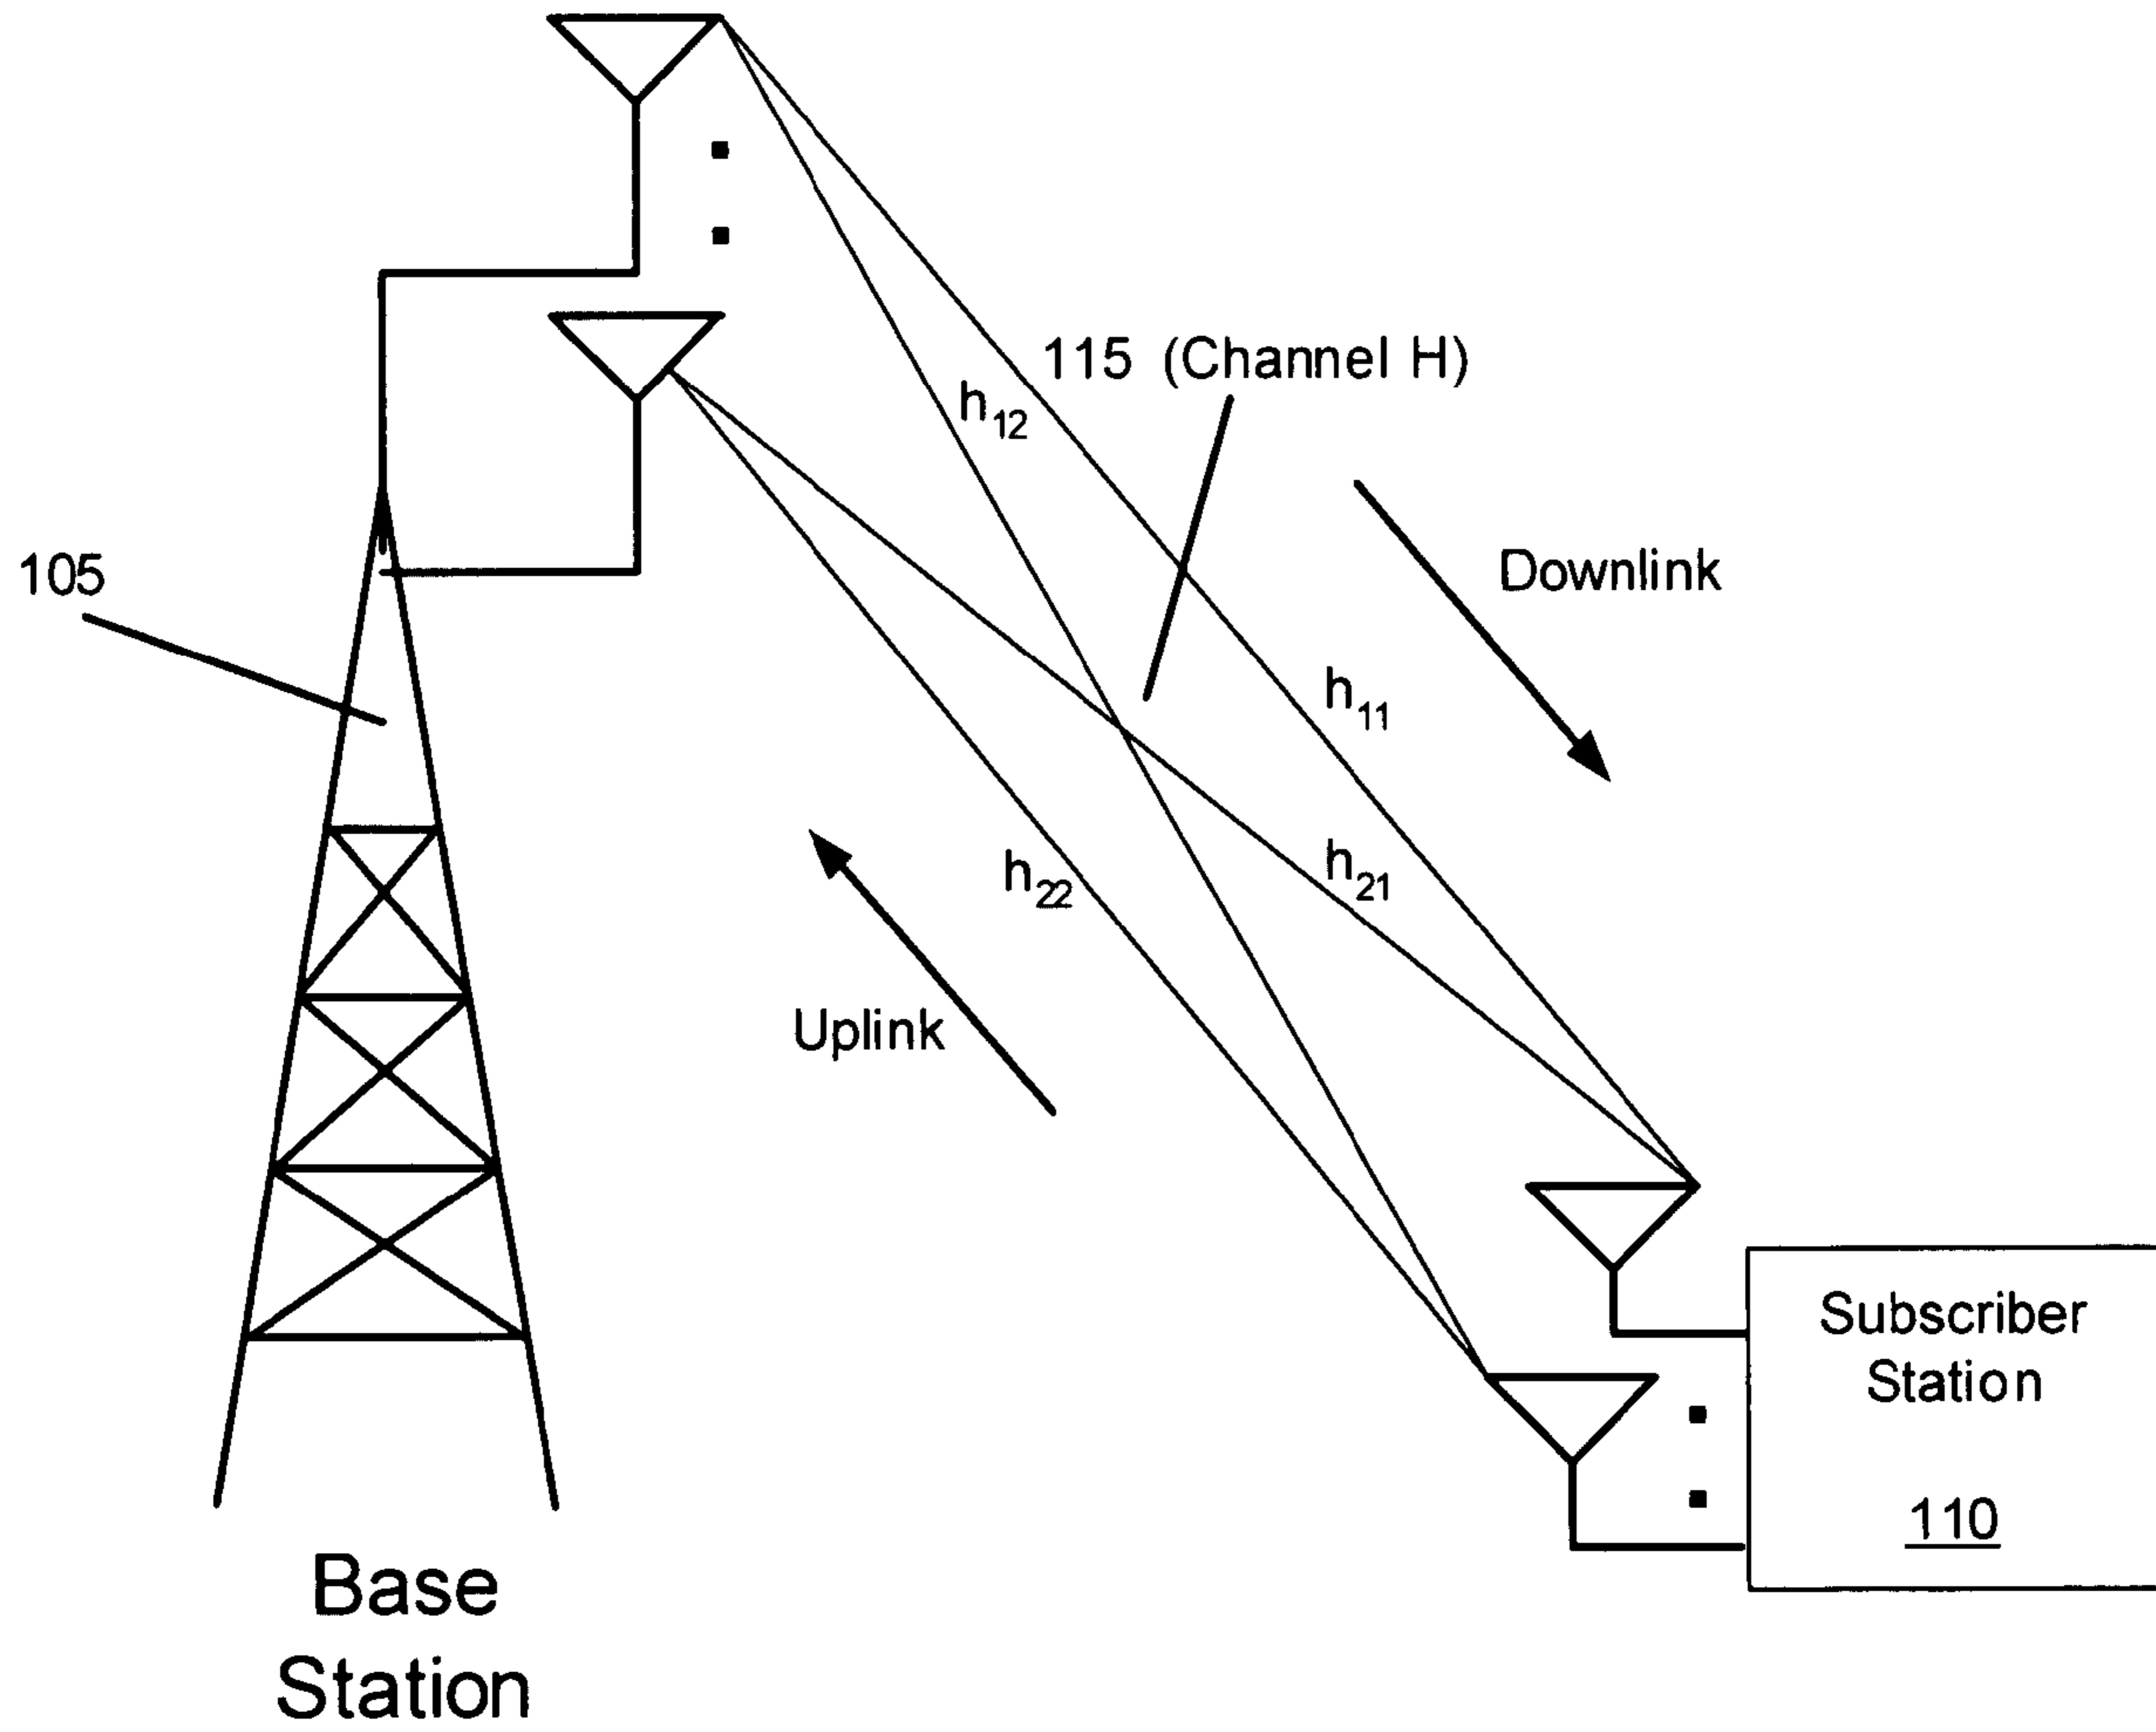 115 (Channel H)
h12
105
Downlink
h11
h21
h22
Uplink
Subscriber
Station
110
Base
Station